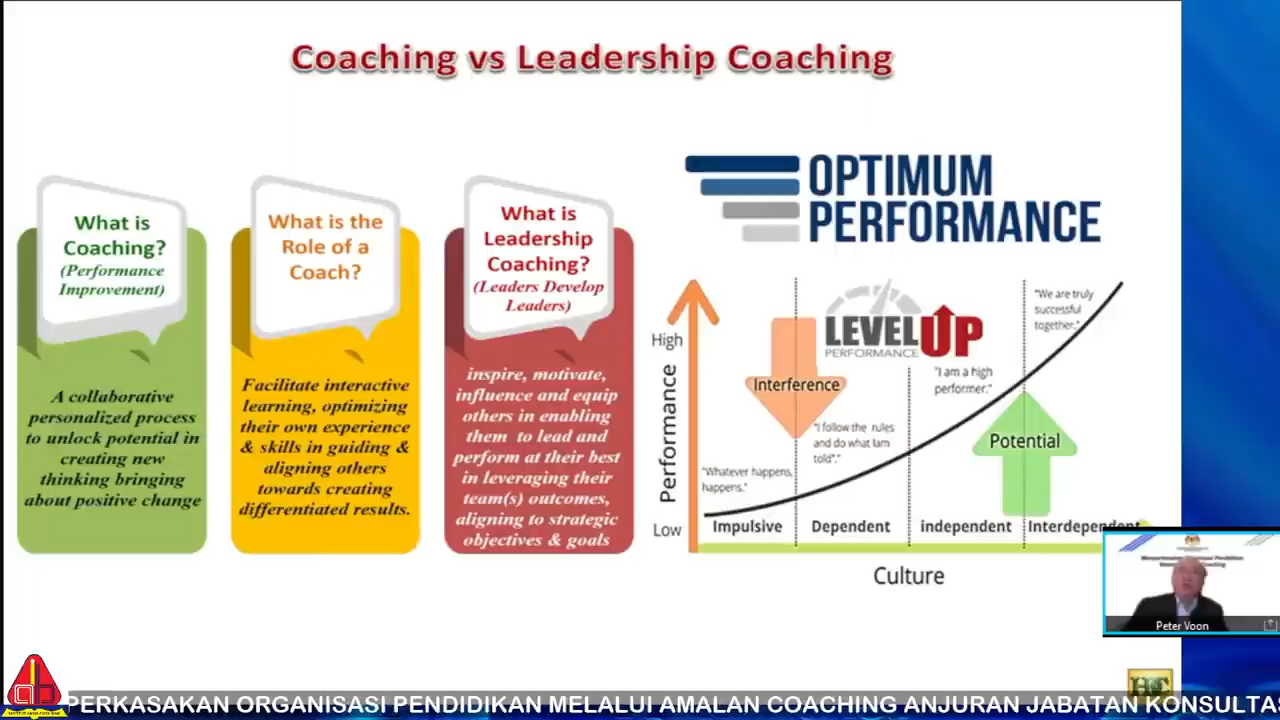 Coaching vs Leadership Coaching
What is
Coaching?
(Performance
Improvement)
A collaborative
personalized process
to unlock potential in
creating new
thinking bringing
about positive change
What is the
Role of a
Coach?
Facilitate interactive
learning, optimizing
their own experience
& skills in guiding &
aligning others
towards creating
differentiated results.
What is
Leadership
Coaching?
(Leaders Develop
Leaders)
inspire, motivate,
influence and equip
others in enabling
them to lead and
perform at their best
in leveraging their
team(s) outcomes,
aligning to strategic
objectives & goals
OPTIMUM
PERFORMANCE
LEVEL UP
PERFORMANCE
High
Performance
Low
"Whatever happens,
happens."
Interference
"I follow the rules
and do what Iam
told"."
"I am a high
performer."
"We are truly
successful
together."
Potential
Impulsive
Dependent
independent
Interdependent
Culture
Peter Voon
PERKASAKAN ORGANISASI PENDIDIKAN MELALUI AMALAN COACHING ANJURAN JABATAN KONSULTAS